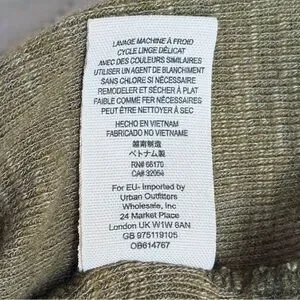 LAVAGE MACHINE À FROID
CYCLE LINGE DÉLICAT
AVEC DES COULEURS SIMILAIRES
UTILISER UN AGENT DE BLANCHIMENT
SANS CHLORE SI NÉCESSAIRE
REMODELER ET SÉCHER À PLAT
FAIBLE COMME FER NÉCESSAIRES
PEUT ÊTRE NETTOYER À SEC
HECHO EN VIETNAM
FABRICADO NO VIETNAME
越南制造
ベトナム製
RN# 66170
CA# 32054
For EU- Imported by
Urban Outfitters
Wholesale, Inc
24 Market Place
London UK W1W 8AN
GB 975119105
OB614767